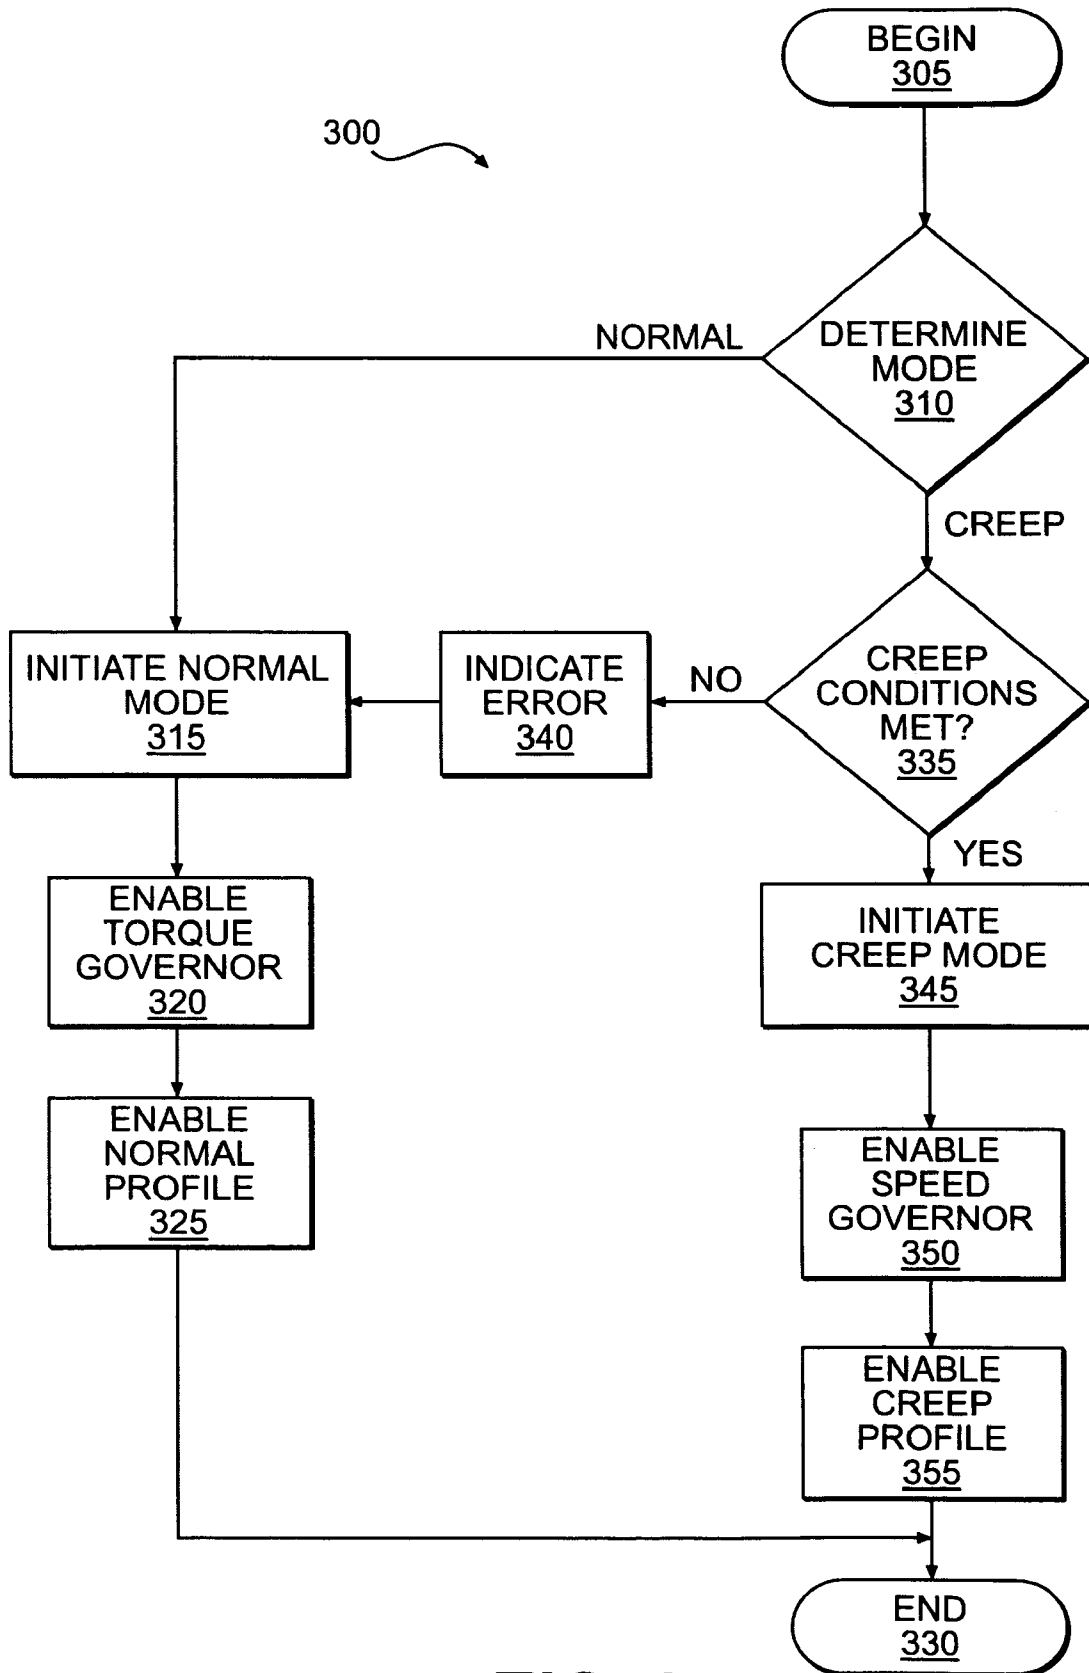 BEGIN
305
300
NORMAL
DETERMINE
MODE
310
CREEP
INITIATE NORMAL
MODE
315
INDICATE
ERROR
340
NO
CREEP
CONDITIONS
MET?
335
YES
ENABLE
TORQUE
GOVERNOR
320
INITIATE
CREEP MODE
345
ENABLE
NORMAL
PROFILE
325
ENABLE
SPEED
GOVERNOR
350
ENABLE
CREEP
PROFILE
355
END
330